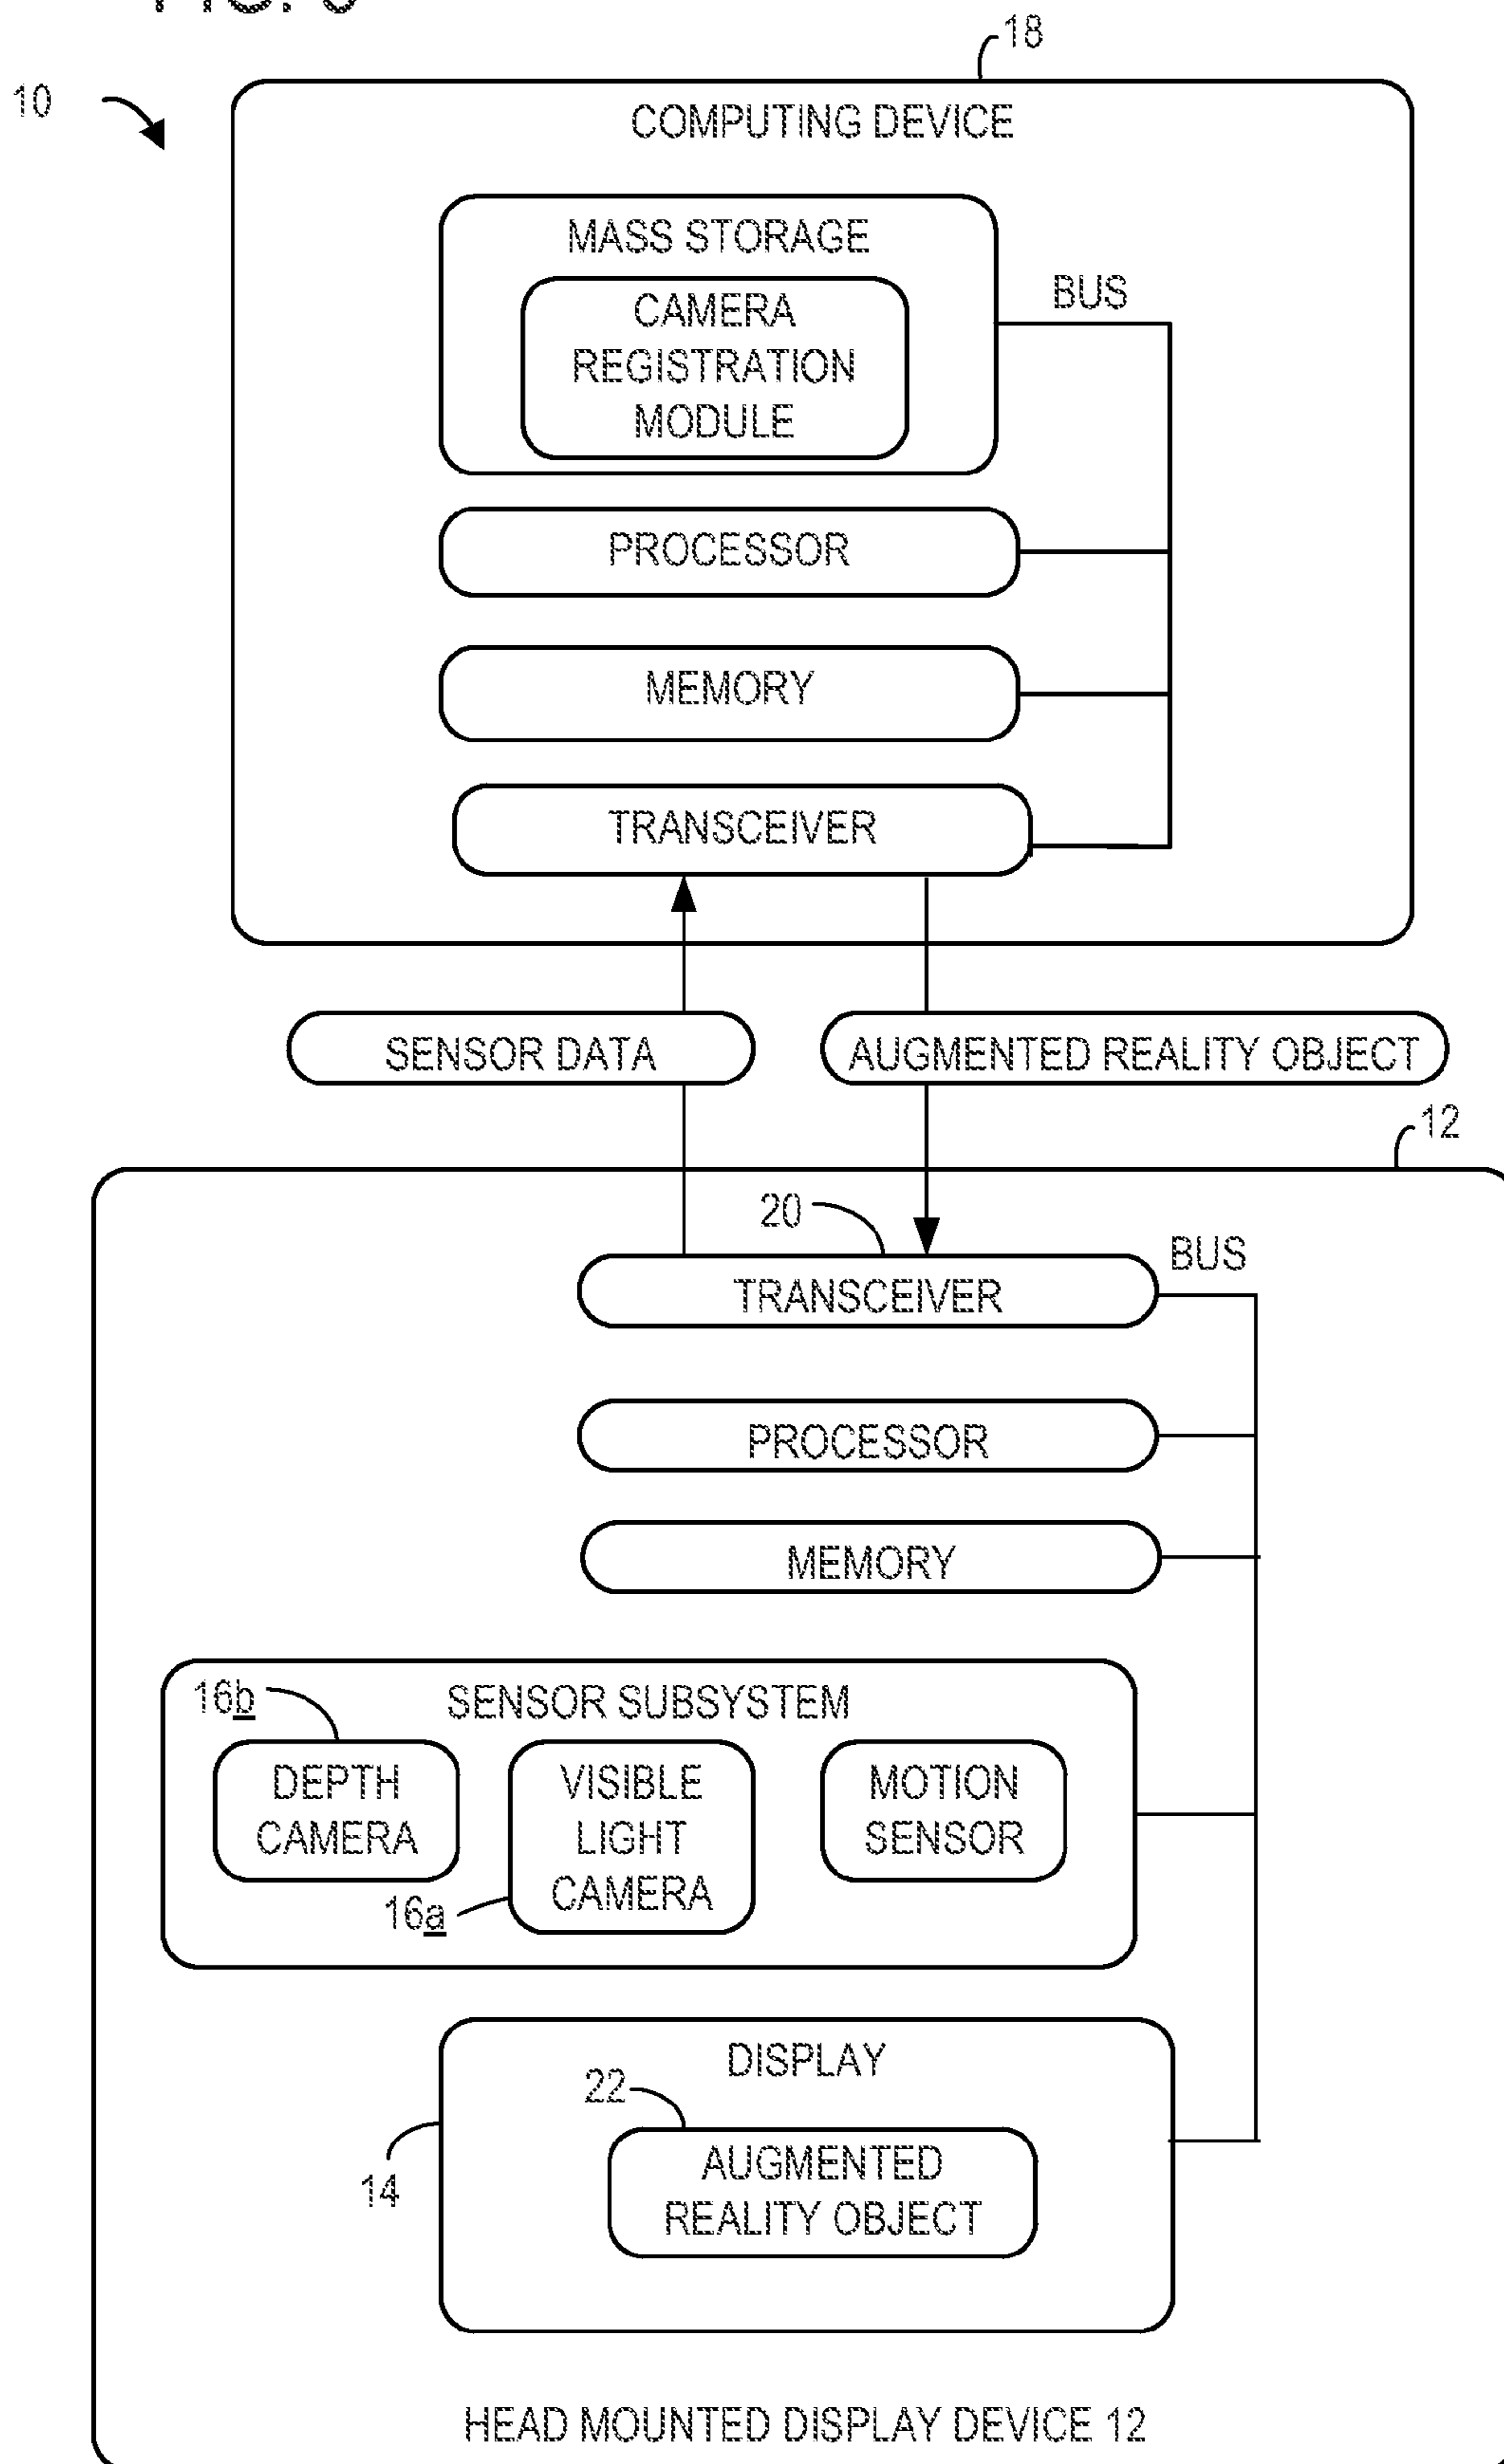 18
10
COMPUTING DEVICE
MASS STORAGE
CAMERA
REGISTRATION
MODULE
BUS
PROCESSOR
MEMORY
TRANSCEIVER
SENSOR DATA
AUGMENTED REALITY OBJECT
12
20
BUS
TRANSCEIVER
PROCESSOR
MEMORY
16b
SENSOR SUBSYSTEM
DEPTH
CAMERA
VISIBLE
LIGHT
CAMERA
MOTION
SENSOR
16a
DISPLAY
22
AUGMENTED
REALITY OBJECT
14
HEAD MOUNTED DISPLAY DEVICE 12